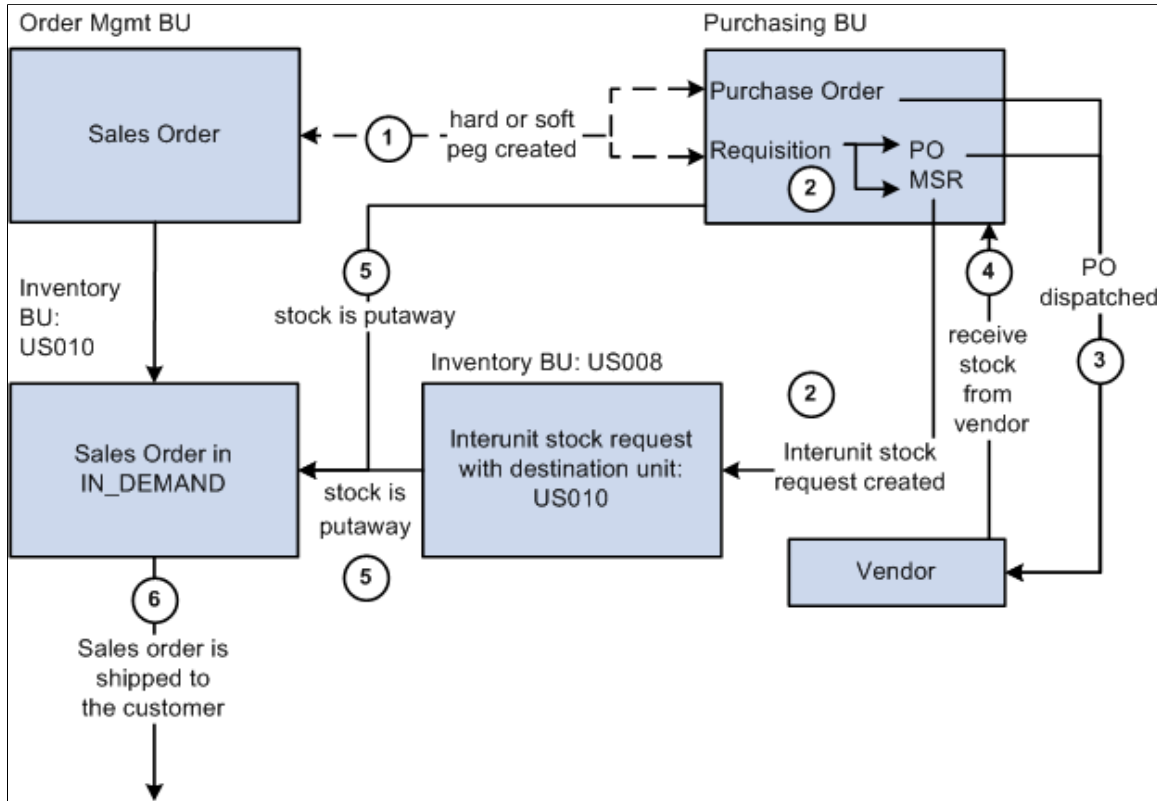 Order Mgmt BU
Purchasing BU
Sales Order
1
hard or soft
peg created
Purchase Order
Requisition
PO
MSR
2
Inventory
BU:
US010
5
stock is putaway
4
receive
stock
from
vendor
PO
dispatched
3
Inventory BU: US008
2
Sales Order in
IN_DEMAND
stock is
putaway
5
Interunit stock request
with destination unit:
US010
Interunit stock
request created
Vendor
6
Sales order is
shipped to
the customer